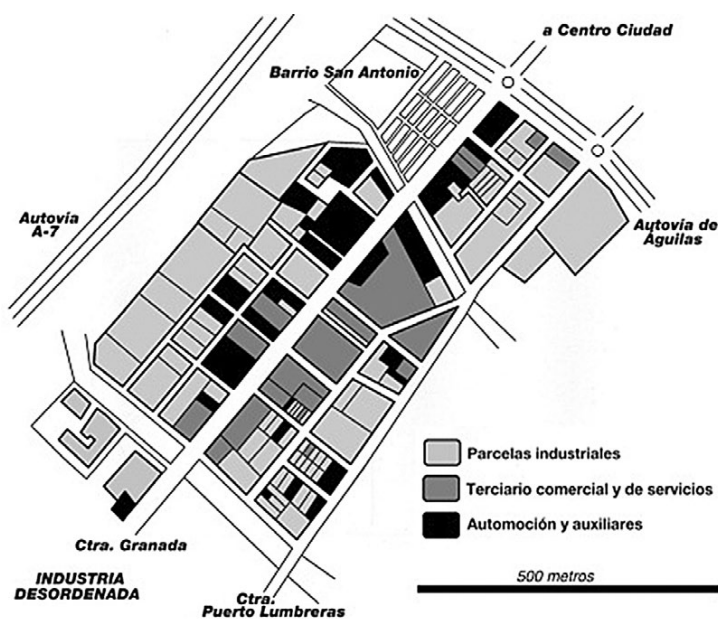 a Centro Ciudad
Barrio San Antonio
Autovía
A-7
Autovía de
Águilas
Parcelas industriales
Terciario comercial y de servicios
Automoción y auxiliares
Ctra. Granada
500 metros
INDUSTRIA
DESORDENADA
Ctra.
Puerto Lumbreras